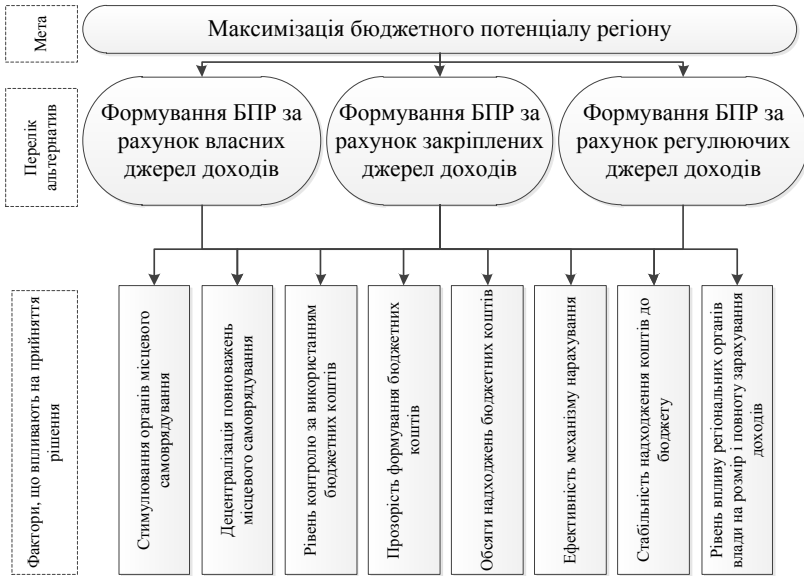 Мета
Максимізація бюджетного потенціалу регіону
Перелік
альтернатив
Формування БПР за
рахунок власних
джерел доходів
Формування БПР за
рахунок закріплених
джерел доходів
Формування БПР за
рахунок регулюючих
джерел доходів
Фактори, що впливають на прийняття
рішення
Стимулювання органів місцевого
самоврядування
Децентралізація повноважень
місцевого самоврядування
Рівень контролю за використанням
бюджетних коштів
Прозорість формування бюджетних
коштів
Обсяги надходжень бюджетних коштів
Ефективність механізму нарахування
Стабільність надходження коштів до
бюджету
Рівень впливу регіональних органів
влади на розмір і повноту зарахування
доходів